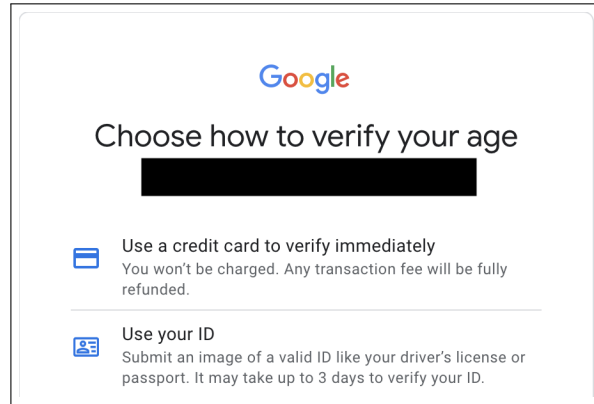 Google
Choose how to verify your age
Use a credit card to verify immediately
You won't be charged. Any transaction fee will be fully
refunded.
Use your ID
Submit an image of a valid ID like your driver's license or
passport. It may take up to 3 days to verify your ID.